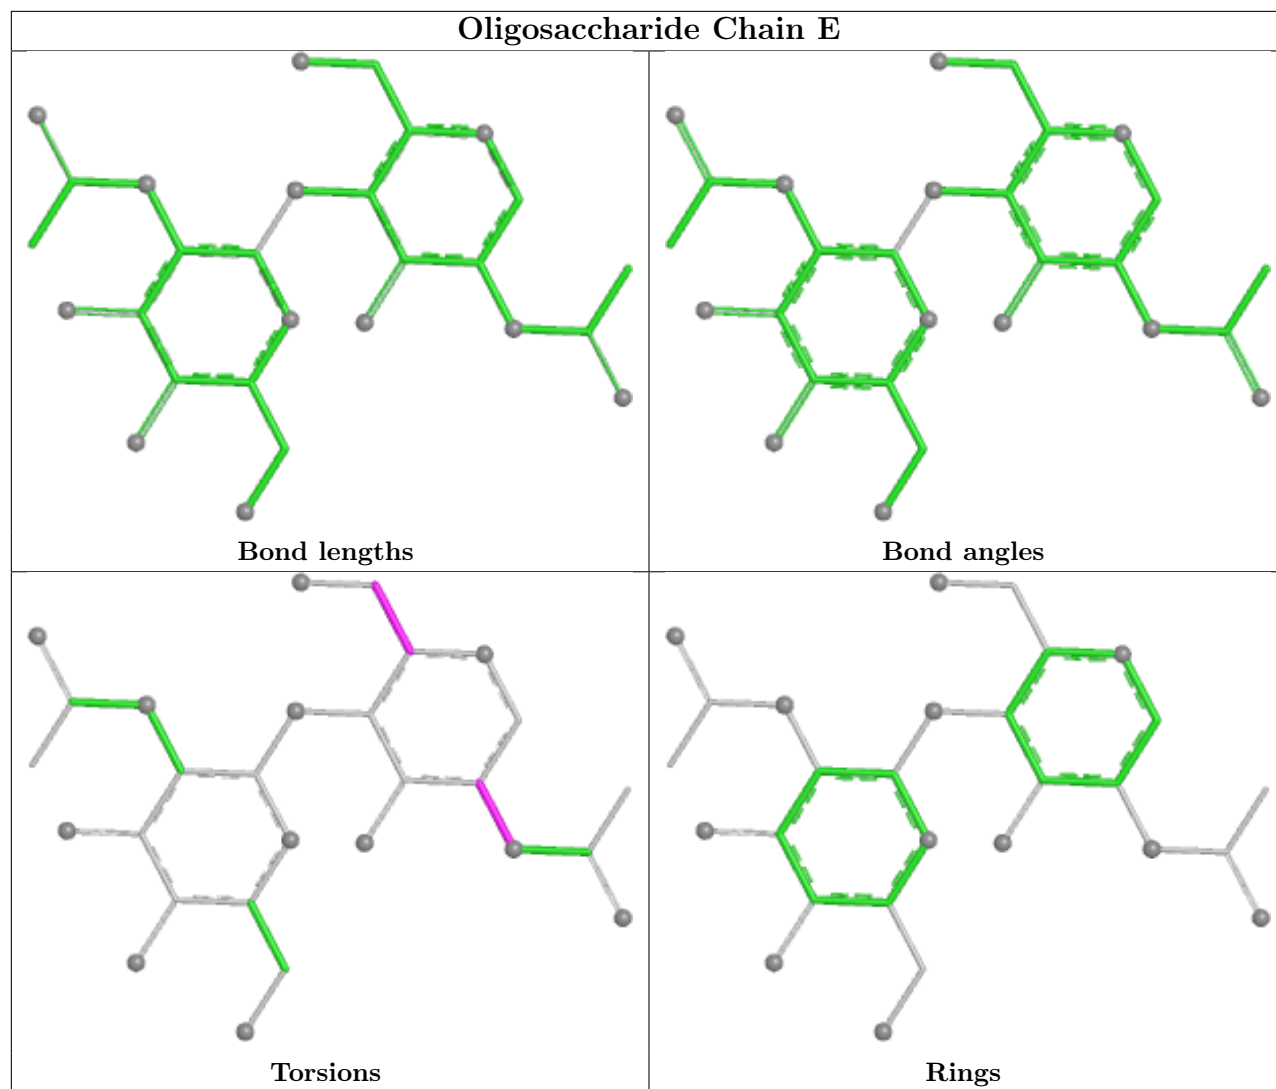 Oligosaccharide Chain E
Bond lengths
Bond angles
Torsions
Rings